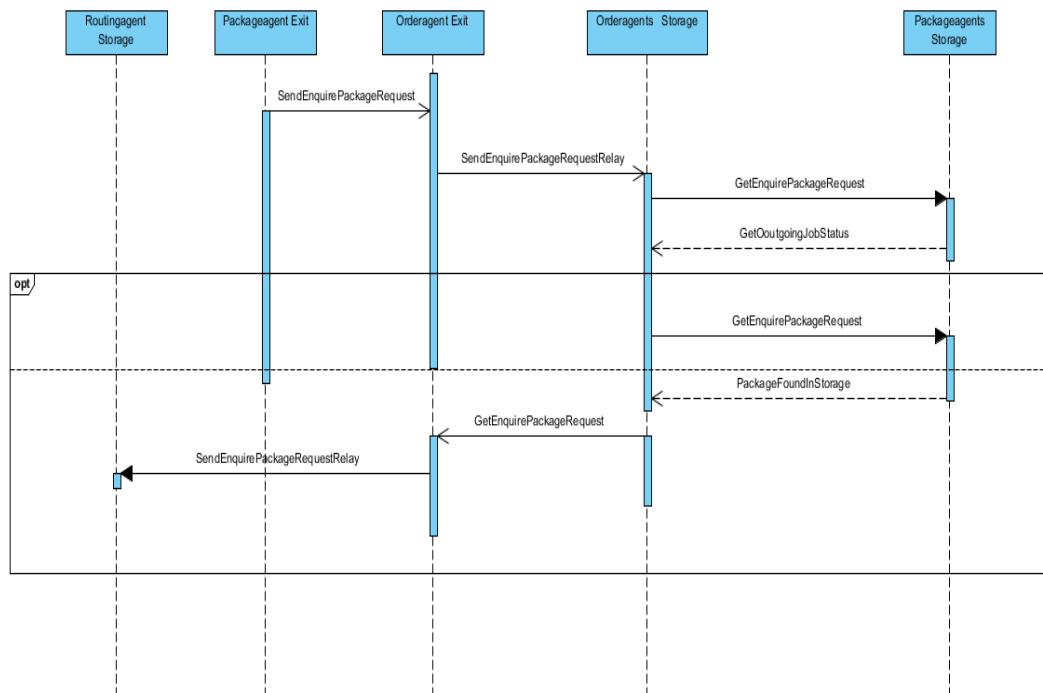 Routingagent
Storage
Packageagent Exit
Orderagent Exit
Orderagents Storage
Packageagents
Storage
SendEnquirePackageRequest
SendEnquirePackageRequestRelay
GetEnquirePackageRequest
GetOoutgoingJobStatus
opt
GetEnquirePackageRequest
PackageFoundInStorage
GetEnquirePackageRequest
SendEnquirePackageRequestRelay